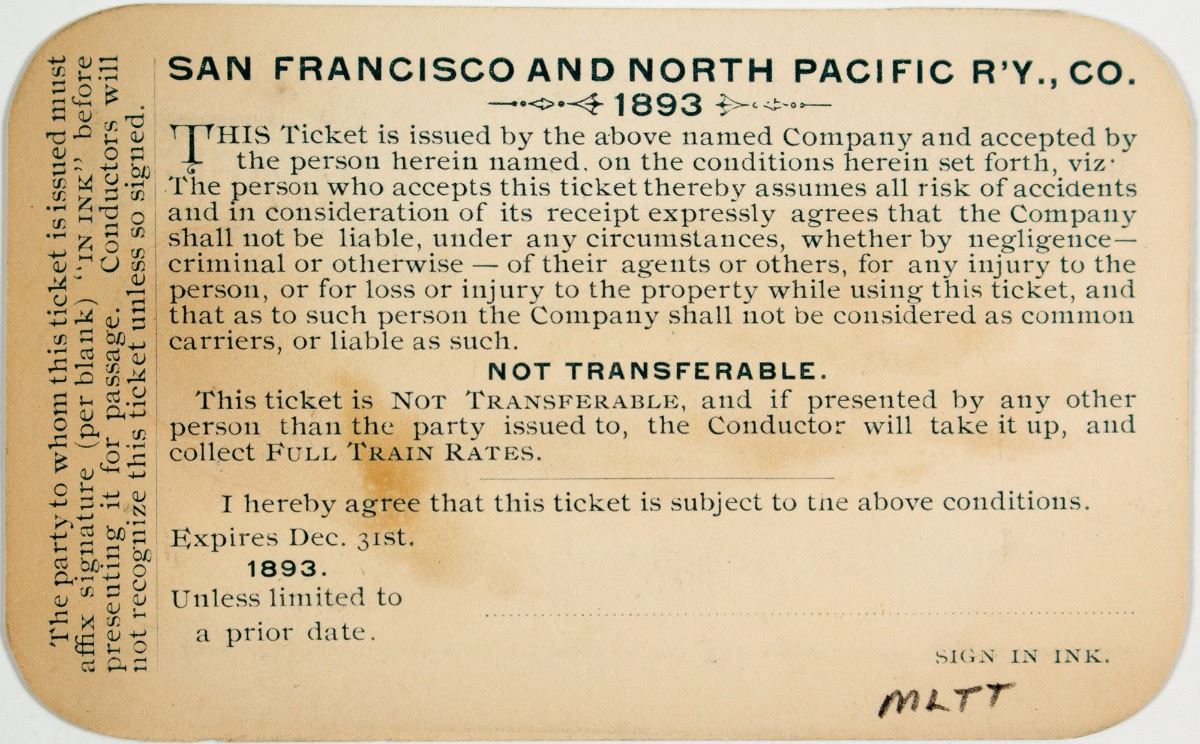 The party to whom this ticket is issued must
affix signature (per blank) "IN INK" before
presenting it for passage. Conductors will
not recognize this ticket unless so signed.
SAN FRANCISCO AND NORTH PACIFIC R'Y., CO.
1893
THIS Ticket is issued by the above named Company and accepted by
the person herein named. on the conditions herein set forth, viz·
The person who accepts this ticket thereby assumes all risk of accidents
and in consideration of its receipt expressly agrees that the Company
shall not be liable, under any circumstances, whether by negligence—
criminal or otherwise — of their agents or others, for any injury to the
person, or for loss or injury to the property while using this ticket, and
that as to such person the Company shall not be considered as common
carriers, or liable as such.
NOT TRANSFERABLE.
This ticket is NOT TRANSFERABLE, and if presented by any other
person than the party issued to, the Conductor will take it up, and
collect FULL TRAIN RATES.
I hereby agree that this ticket is subject to the above conditions.
Expires Dec. 31st.
1893.
Unless limited to
a prior date.
SIGN IN INK.
MLTT